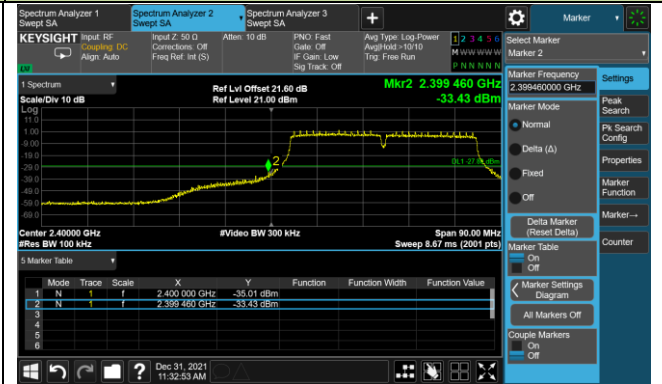 Spectrum Analyzer 1
Swept SA
Spectrum Analyzer 2
Swept SA
Spectrum Analyzer 3
Swept SA
+
Marker
KEYSIGHT
Input: RF
Coupling: DC
Align: Auto
Input Z: 50 Ω
Corrections: Off
Freq Ref: Int (S)
Atten: 10 dB
PNO: Fast
Gate: Off
IF Gain: Low
Sig Track: Off
Avg Type: Log-Power
Avg|Hold:>10/10
Trig: Free Run
1 2 3 4 5 6
M W W W W W
P N N N N N
LXI
1 Spectrum
Scale/Div 10 dB
Log
Ref Lvl Offset 21.60 dB
Ref Level 21.00 dBm
Mkr2 2.399 460 GHz
-33.43 dBm
11.0
1.00
-9.00
-19.0
-29.0
-39.0
-49.0
-59.0
-69.0
2
Center 2.40000 GHz
#Res BW 100 kHz
#Video BW 300 kHz
Span 90.00 MHz
Sweep 8.67 ms (2001 pts)
5 Marker Table
Mode Trace Scale X Y Function Function Width Function Value
1 N 1 f 2.400 000 GHz -35.01 dBm
2 N 1 f 2.399 460 GHz -33.43 dBm
3
4
5
6
Dec 31, 2021
11:32:53 AM
Select Marker
Marker 2
Marker Frequency
2.399460000 GHz
Marker Mode
Normal
Delta (Δ)
Fixed
Off
Delta Marker
(Reset Delta)
Marker Table
On
Off
Marker Settings
Diagram
All Markers Off
Couple Markers
On
Off
Settings
Peak
Search
Pk Search
Config
Properties
Marker
Function
Marker→
Counter